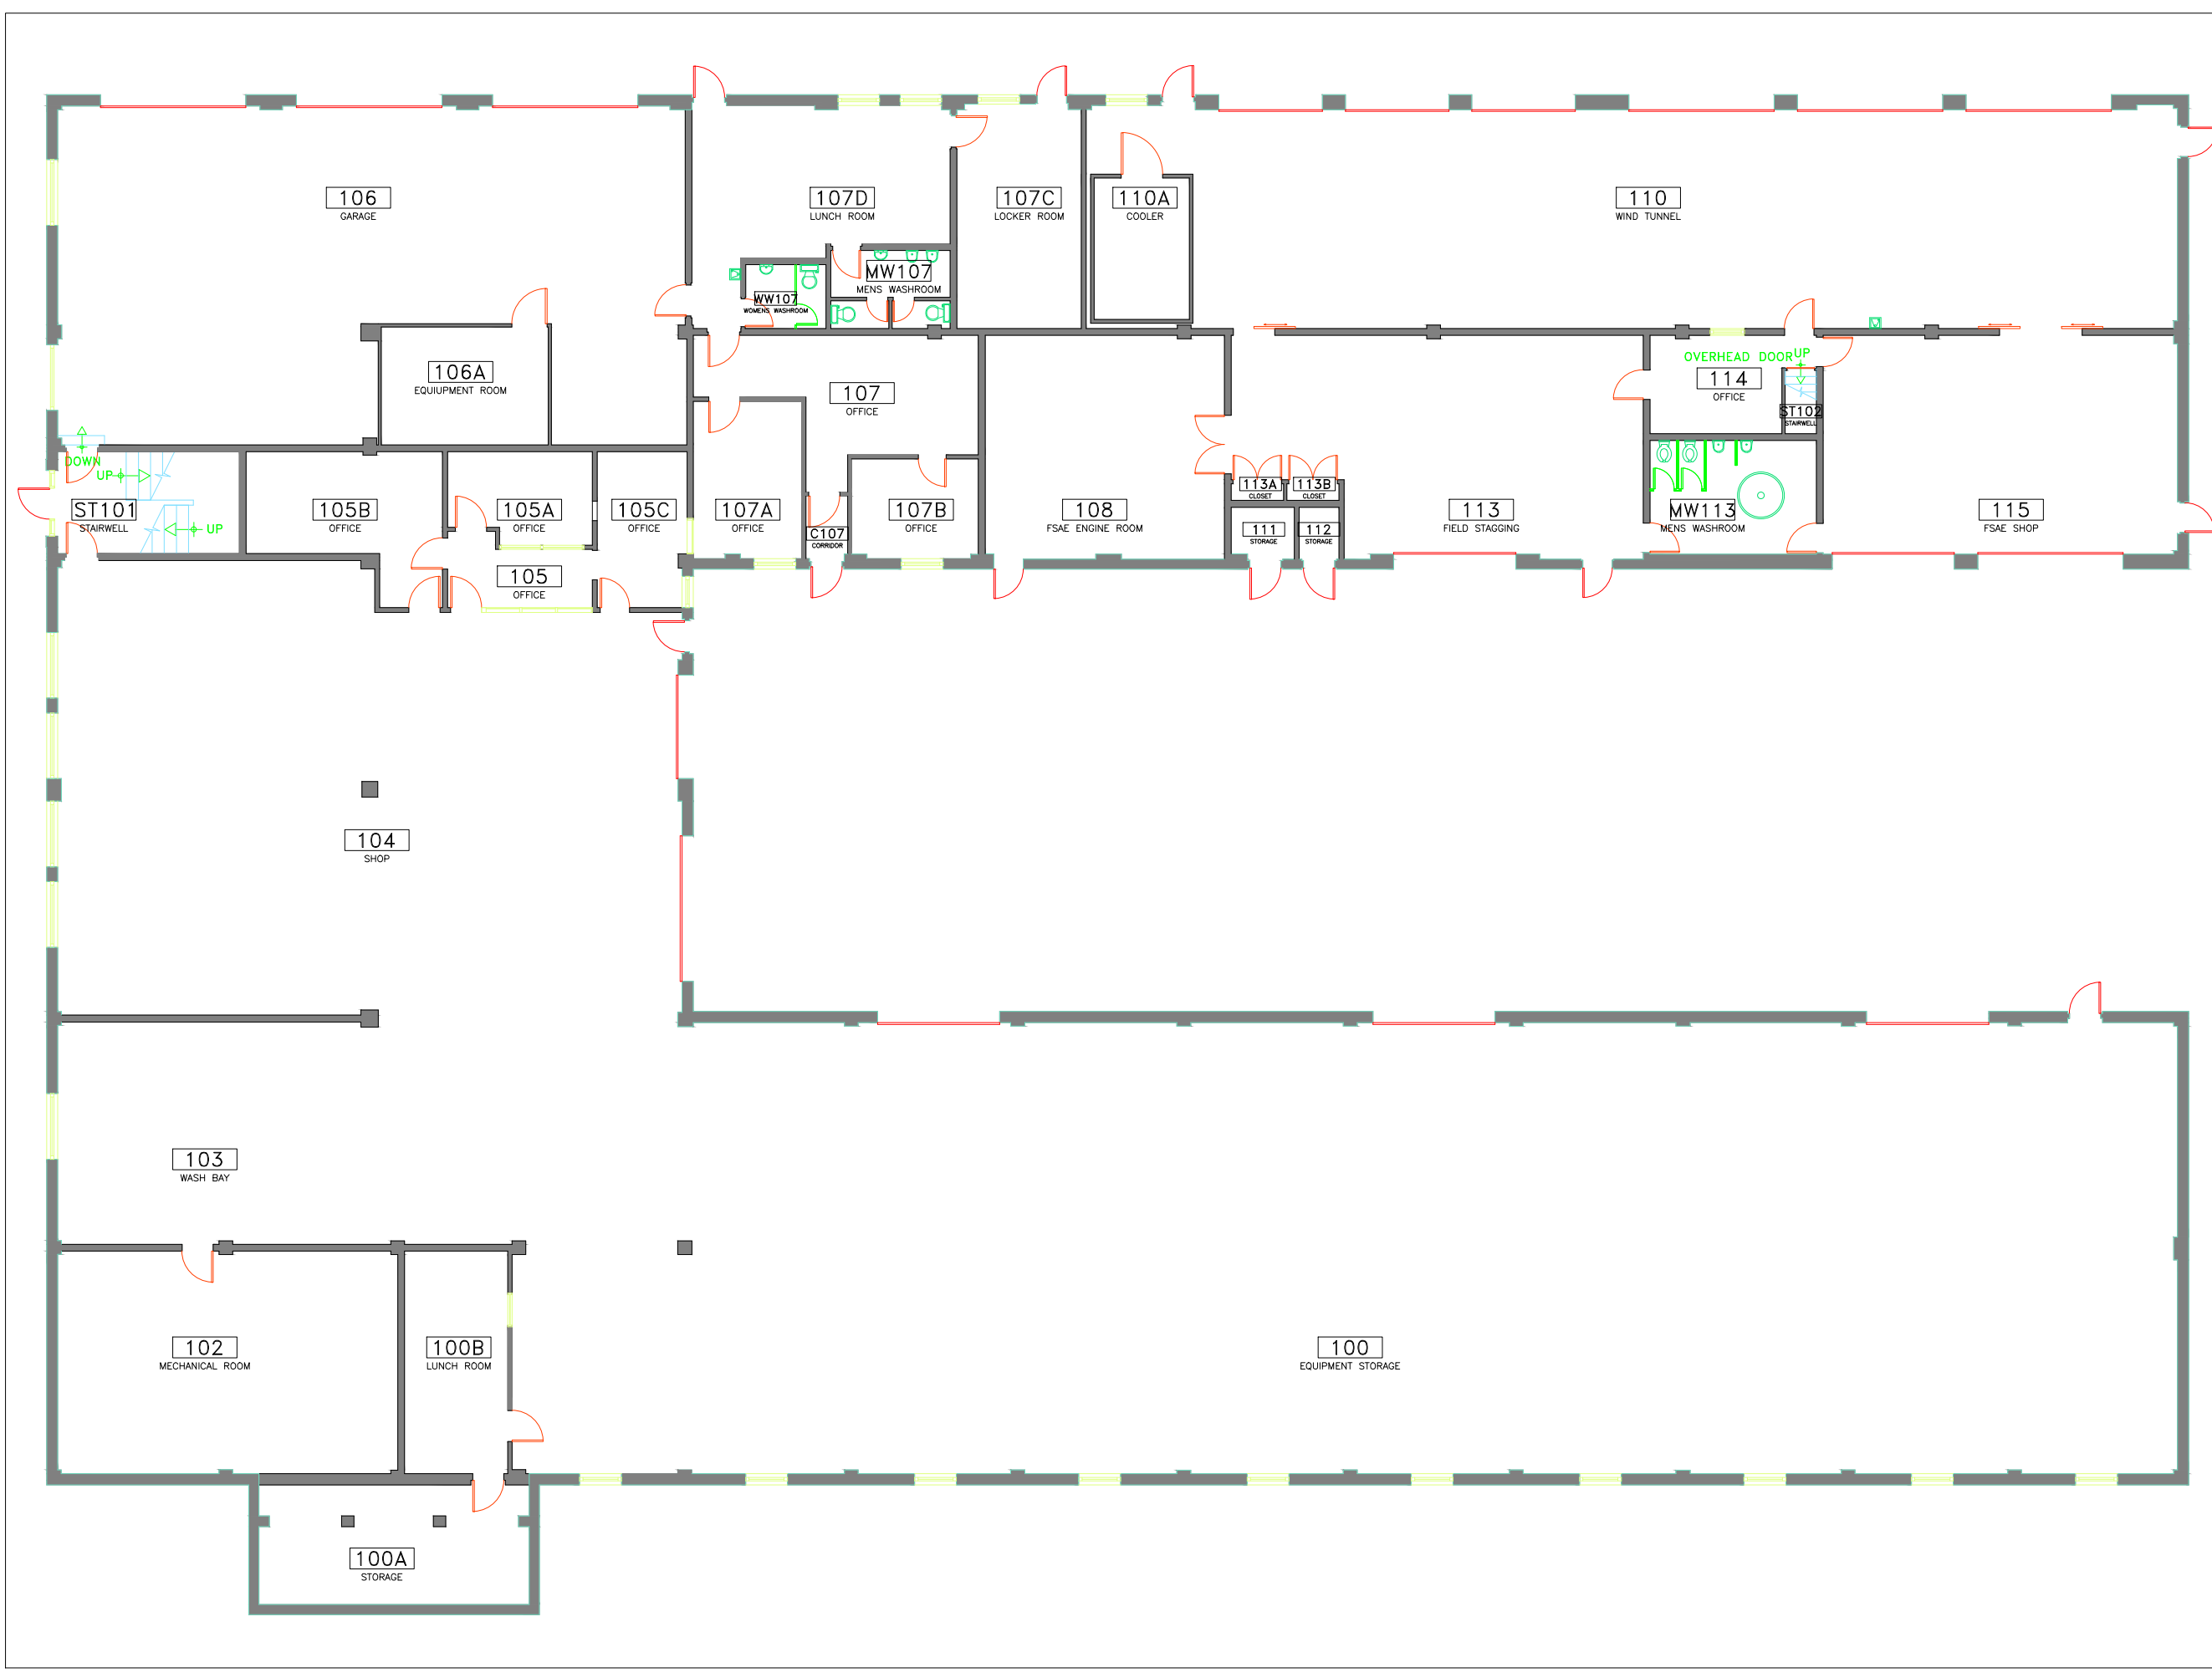 106
GARAGE
107D
LUNCH ROOM
107C
LOCKER ROOM
110A
COOLER
110
WIND TUNNEL
MW107
MENS WASHROOM
WW107
WOMENS WASHROOM
106A
EQUIUPMENT ROOM
107
OFFICE
OVERHEAD DOOR
UP
114
OFFICE
ST102
STAIRWELL
DOWN
UP
ST101
STAIRWELL
UP
105B
OFFICE
105A
OFFICE
105C
OFFICE
107A
OFFICE
C107
CORRIDOR
107B
OFFICE
108
FSAE ENGINE ROOM
113A
CLOSET
113B
CLOSET
111
STORAGE
112
STORAGE
113
FIELD STAGGING
MW113
MENS WASHROOM
115
FSAE SHOP
105
OFFICE
104
SHOP
103
WASH BAY
102
MECHANICAL ROOM
100B
LUNCH ROOM
100
EQUIPMENT STORAGE
100A
STORAGE